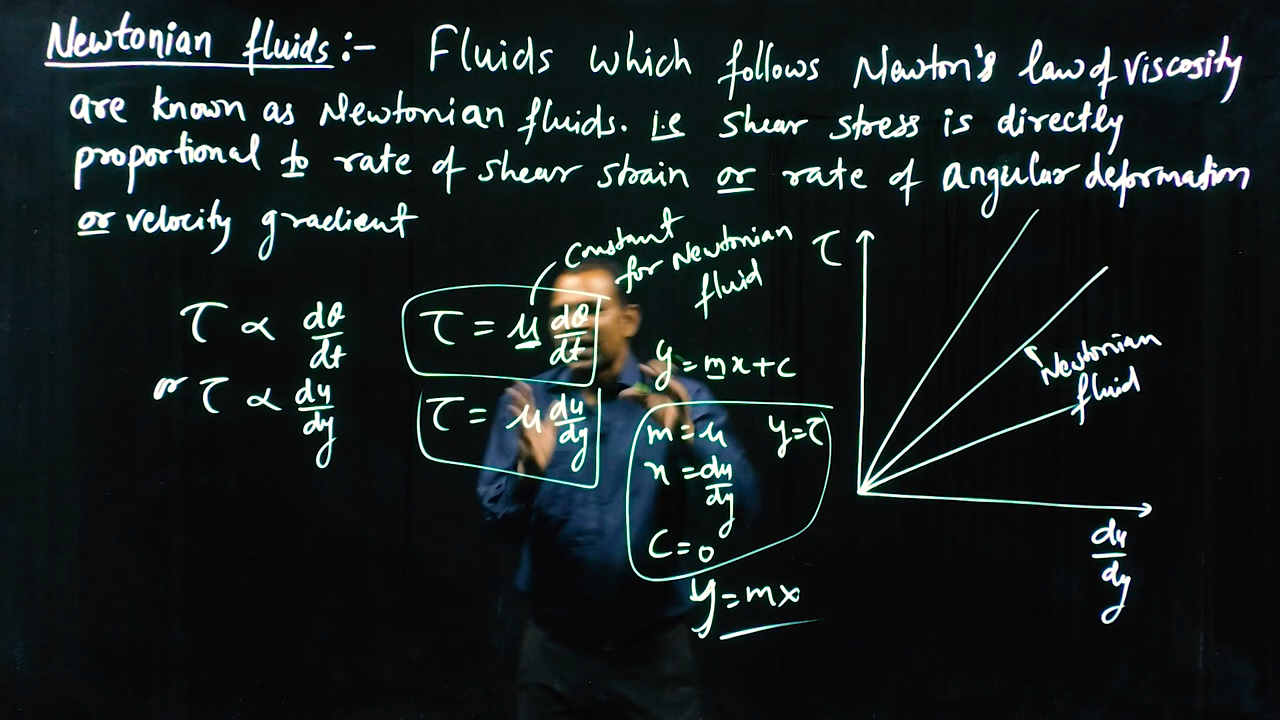 Newtonian fluids:- Fluids which follows Newton's law of viscosity
are known as Newtonian fluids. i.e shear stress is directly
proportional to rate of shear strain or rate of angular deformation
or velocity gradient
constant
for Newtonian
fluid
τ ∝ dθ/dt
or τ ∝ du/dy
τ = μ dθ/dt
τ = μ du/dy
y = mx + c
m = μ y = τ
x = du/dy
C = 0
y = mx
τ
Newtonian
fluid
du/dy